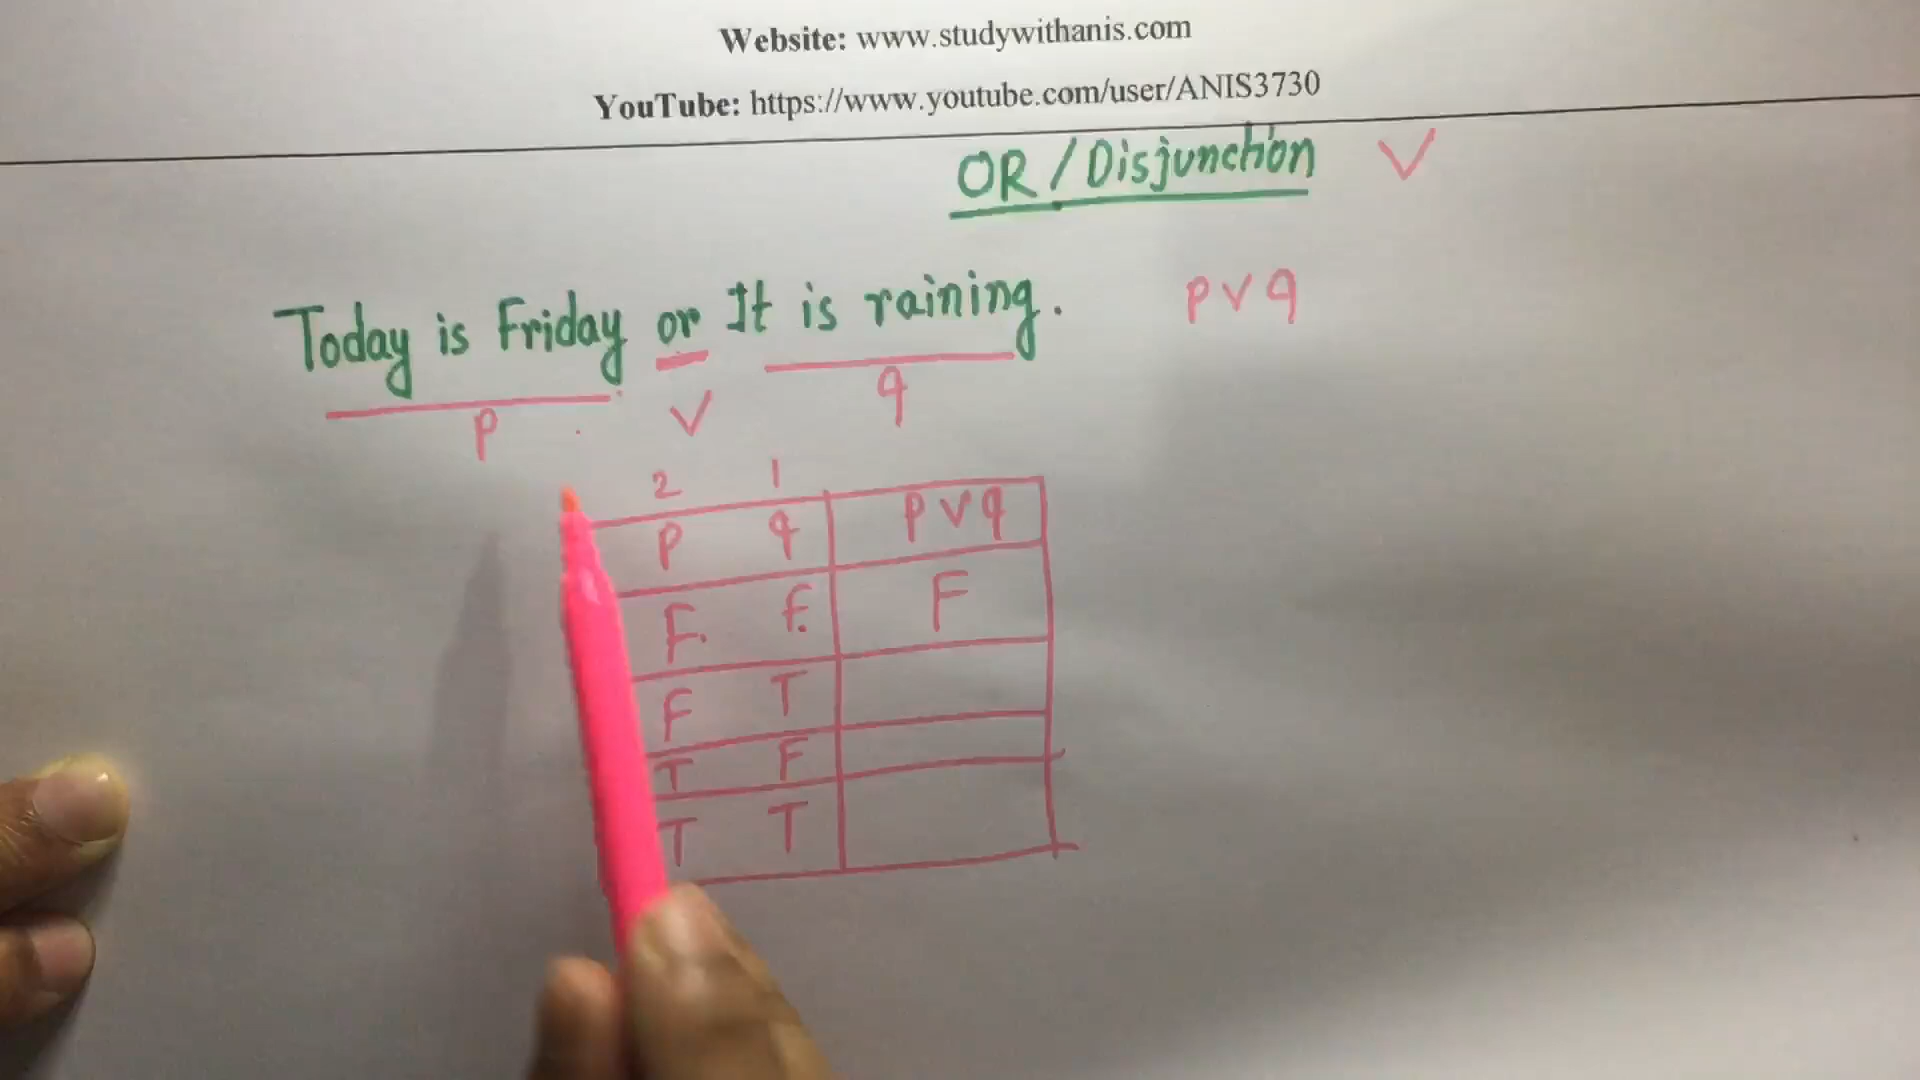 Website: www.studywithanis.com
YouTube: https://www.youtube.com/user/ANIS3730
OR / Disjunction ∨
Today is Friday or It is raining. p ∨ q
p ∨ q
2 1
p q p ∨ q
F. F. F
F T
T F
T T